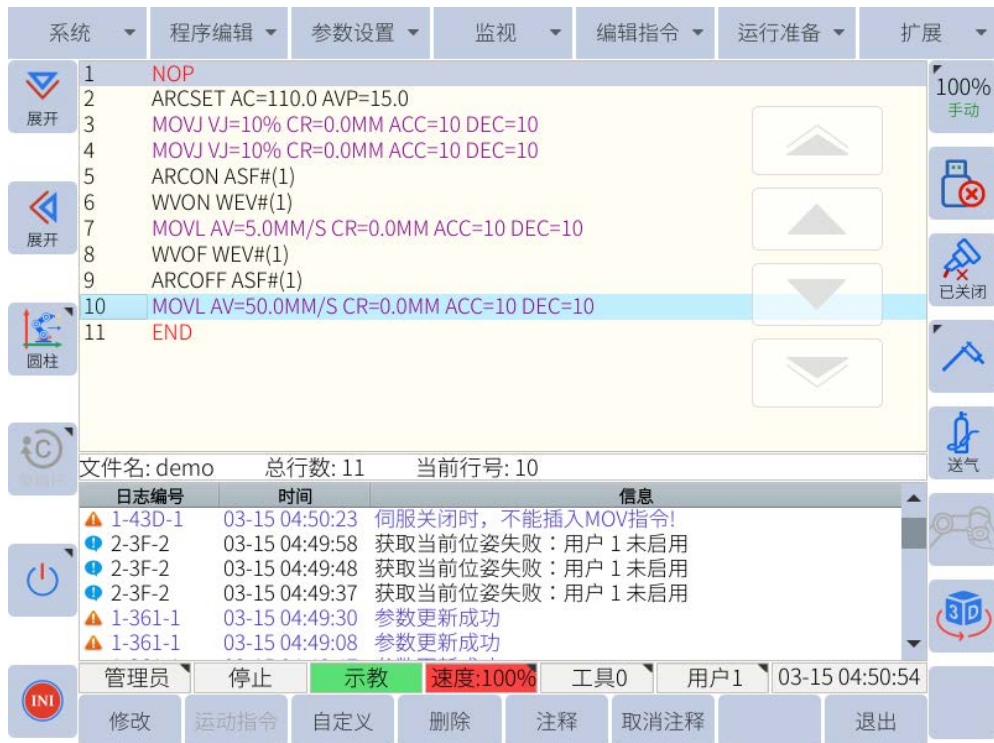 系统 程序编辑 参数设置 监视 编辑指令 运行准备 扩展
展开
展开
圆柱
1 NOP
2 ARCSET AC=110.0 AVP=15.0
3 MOVJ VJ=10% CR=0.0MM ACC=10 DEC=10
4 MOVJ VJ=10% CR=0.0MM ACC=10 DEC=10
5 ARCON ASF#(1)
6 WVON WEV#(1)
7 MOVL AV=5.0MM/S CR=0.0MM ACC=10 DEC=10
8 WVOF WEV#(1)
9 ARCOFF ASF#(1)
10 MOVL AV=50.0MM/S CR=0.0MM ACC=10 DEC=10
11 END
100%
手动
已关闭
送气
3D
文件名: demo 总行数: 11 当前行号: 10
日志编号 时间 信息
1-43D-1 03-15 04:50:23 伺服关闭时，不能插入MOV指令!
2-3F-2 03-15 04:49:58 获取当前位姿失败：用户 1 未启用
2-3F-2 03-15 04:49:48 获取当前位姿失败：用户 1 未启用
2-3F-2 03-15 04:49:37 获取当前位姿失败：用户 1 未启用
1-361-1 03-15 04:49:30 参数更新成功
1-361-1 03-15 04:49:08 参数更新成功
管理员 停止 示教 速度:100% 工具0 用户1 03-15 04:50:54
INI
修改 运动指令 自定义 删除 注释 取消注释 退出